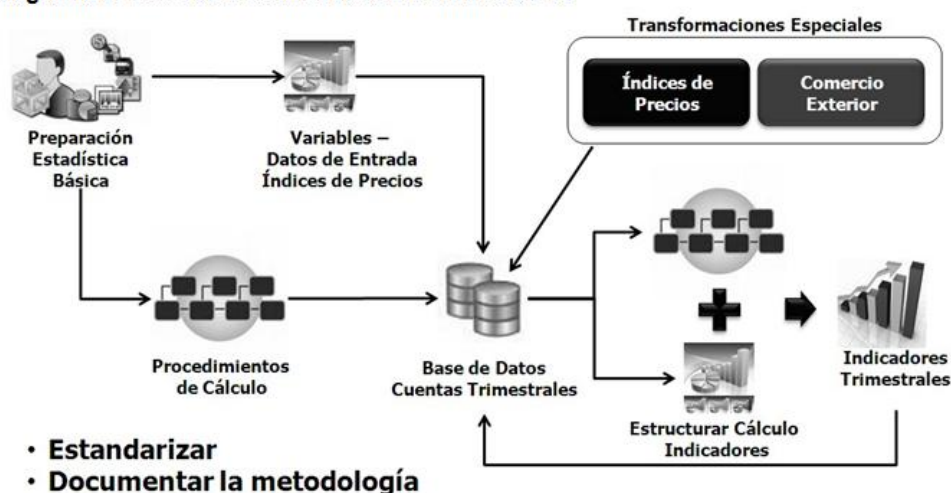 Transformaciones Especiales
Índices de
Precios
Comercio
Exterior
Preparación
Estadística
Básica
Variables –
Datos de Entrada
Índices de Precios
Procedimientos
de Cálculo
Base de Datos
Cuentas Trimestrales
Estructurar Cálculo
Indicadores
Indicadores
Trimestrales
• Estandarizar
• Documentar la metodología